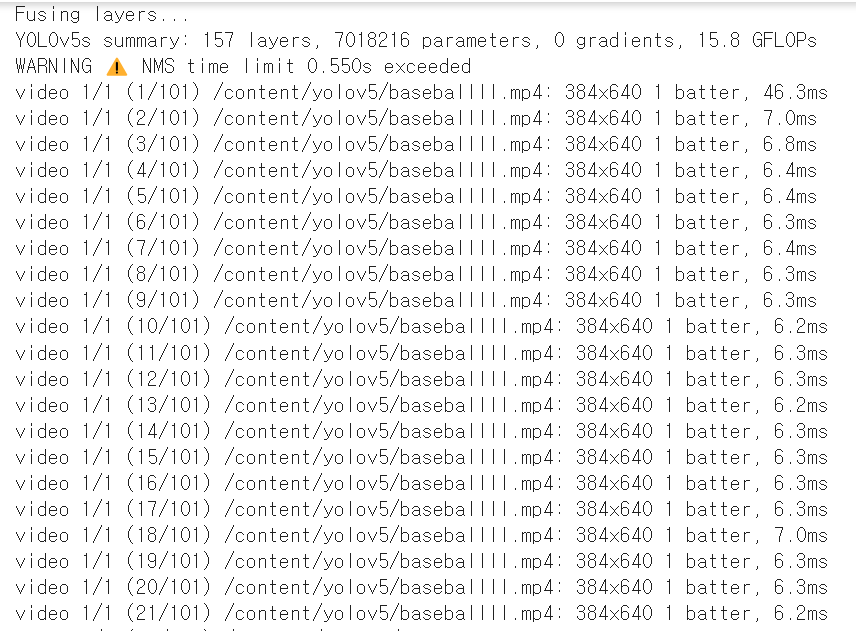 Fusing layers...
YOLOv5s summary: 157 layers, 7018216 parameters, 0 gradients, 15.8 GFLOPs
WARNING ⚠️ NMS time limit 0.550s exceeded
video 1/1 (1/101) /content/yolov5/baseballlll.mp4: 384x640 1 batter, 46.3ms
video 1/1 (2/101) /content/yolov5/baseballlll.mp4: 384x640 1 batter, 7.0ms
video 1/1 (3/101) /content/yolov5/baseballlll.mp4: 384x640 1 batter, 6.8ms
video 1/1 (4/101) /content/yolov5/baseballlll.mp4: 384x640 1 batter, 6.4ms
video 1/1 (5/101) /content/yolov5/baseballlll.mp4: 384x640 1 batter, 6.4ms
video 1/1 (6/101) /content/yolov5/baseballlll.mp4: 384x640 1 batter, 6.3ms
video 1/1 (7/101) /content/yolov5/baseballlll.mp4: 384x640 1 batter, 6.4ms
video 1/1 (8/101) /content/yolov5/baseballlll.mp4: 384x640 1 batter, 6.3ms
video 1/1 (9/101) /content/yolov5/baseballlll.mp4: 384x640 1 batter, 6.3ms
video 1/1 (10/101) /content/yolov5/baseballlll.mp4: 384x640 1 batter, 6.2ms
video 1/1 (11/101) /content/yolov5/baseballlll.mp4: 384x640 1 batter, 6.3ms
video 1/1 (12/101) /content/yolov5/baseballlll.mp4: 384x640 1 batter, 6.3ms
video 1/1 (13/101) /content/yolov5/baseballlll.mp4: 384x640 1 batter, 6.2ms
video 1/1 (14/101) /content/yolov5/baseballlll.mp4: 384x640 1 batter, 6.3ms
video 1/1 (15/101) /content/yolov5/baseballlll.mp4: 384x640 1 batter, 6.3ms
video 1/1 (16/101) /content/yolov5/baseballlll.mp4: 384x640 1 batter, 6.3ms
video 1/1 (17/101) /content/yolov5/baseballlll.mp4: 384x640 1 batter, 6.3ms
video 1/1 (18/101) /content/yolov5/baseballlll.mp4: 384x640 1 batter, 7.0ms
video 1/1 (19/101) /content/yolov5/baseballlll.mp4: 384x640 1 batter, 6.3ms
video 1/1 (20/101) /content/yolov5/baseballlll.mp4: 384x640 1 batter, 6.3ms
video 1/1 (21/101) /content/yolov5/baseballlll.mp4: 384x640 1 batter, 6.2ms